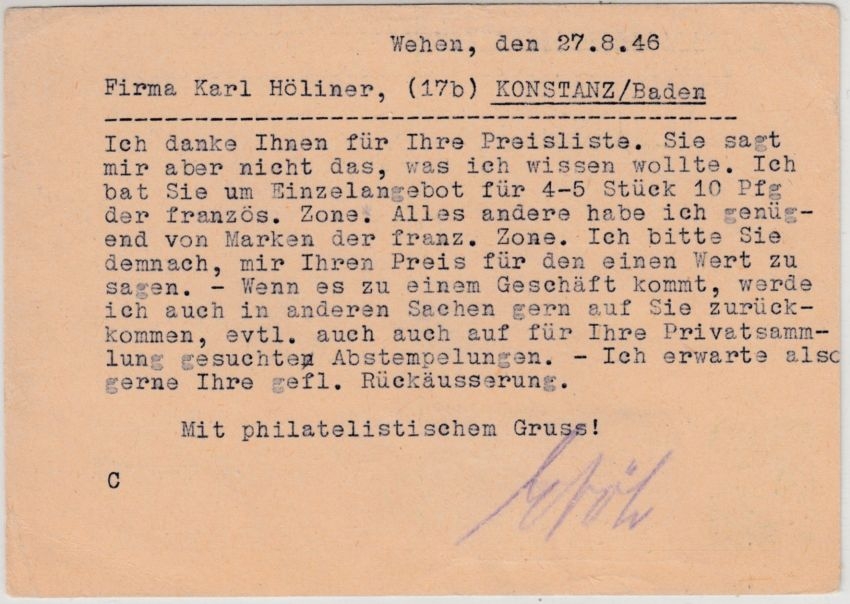 Wehen, den 27.8.46
Firma Karl Höliner, (17b) KONSTANZ/Baden
Ich danke Ihnen für Ihre Preisliste. Sie sagt
mir aber nicht das, was ich wissen wollte. Ich
bat Sie um Einzelangebot für 4-5 Stück 10 Pfg
der französ. Zone. Alles andere habe ich genüg-
end von Marken der franz. Zone. Ich bitte Sie
demnach, mir Ihren Preis für den einen Wert zu
sagen. - Wenn es zu einem Geschäft kommt, werde
ich auch in anderen Sachen gern auf Sie zurück-
kommen, evtl. auch auch auf für Ihre Privatsamm-
lung gesuchten Abstempelungen. - Ich erwarte also
gerne Ihre gefl. Rückäusserung.
Mit philatelistischem Gruss!
C